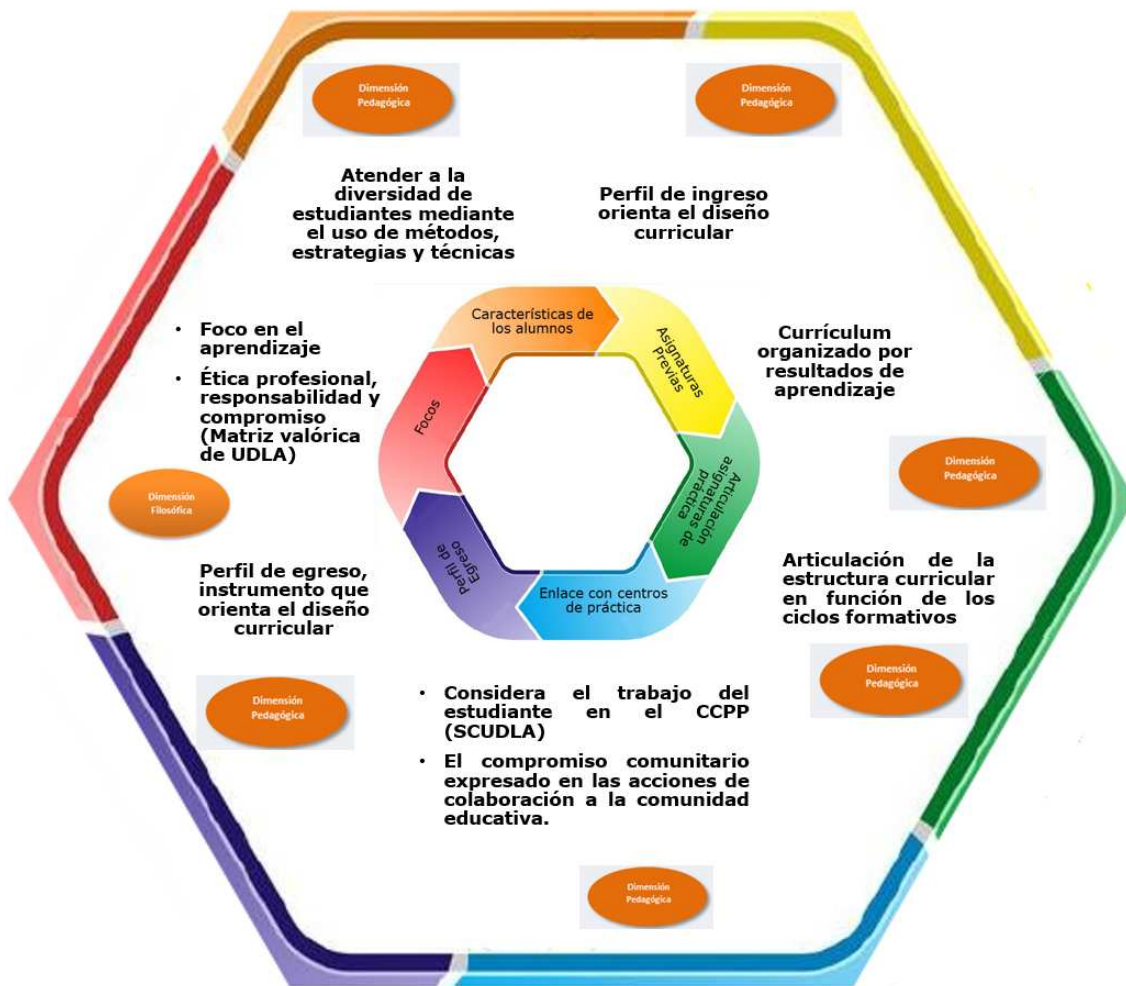 Dimensión
Pedagógica
Dimensión
Pedagógica
Atender a la
diversidad de
estudiantes mediante
el uso de métodos,
estrategias y técnicas
Perfil de ingreso
orienta el diseño
curricular
• Foco en el
aprendizaje
• Ética profesional,
responsabilidad y
compromiso
(Matriz valórica
de UDLA)
Características de
los alumnos
Asignaturas
Previas
Articulación
asignaturas de
práctica
Enlace con centros
de práctica
Perfil de
Egreso
Focos
Currículum
organizado por
resultados de
aprendizaje
Dimensión
Pedagógica
Dimensión
Filosófica
Perfil de egreso,
instrumento que
orienta el diseño
curricular
Articulación de la
estructura curricular
en función de los
ciclos formativos
Dimensión
Pedagógica
Dimensión
Pedagógica
• Considera el trabajo del
estudiante en el CCPP
(SCUDLA)
• El compromiso comunitario
expresado en las acciones de
colaboración a la comunidad
educativa.
Dimensión
Pedagógica